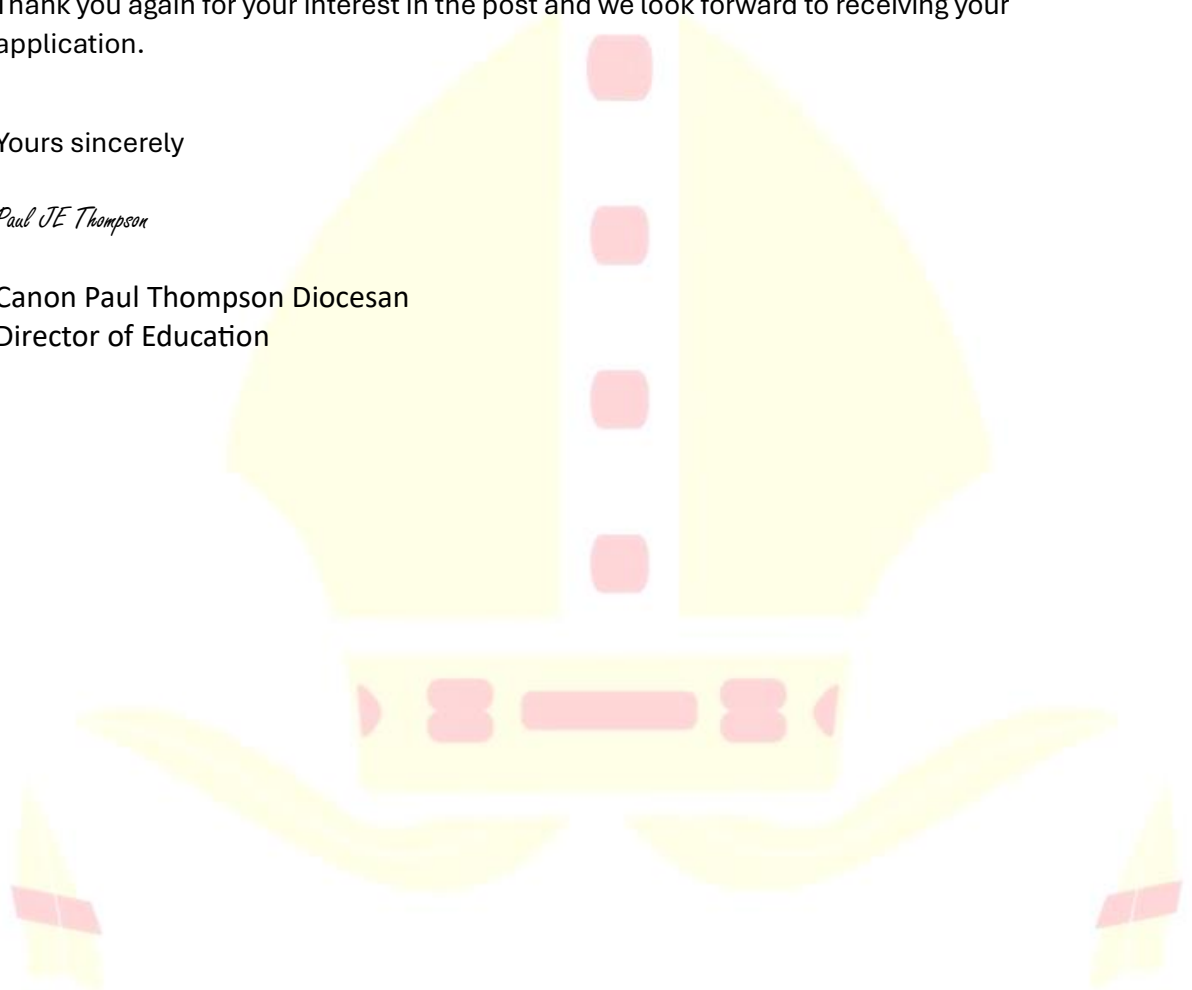 Thank you again for your interest in the post and we look forward to receiving your
application.
Yours sincerely
Paul JE Thompson
Canon Paul Thompson Diocesan
Director of Education